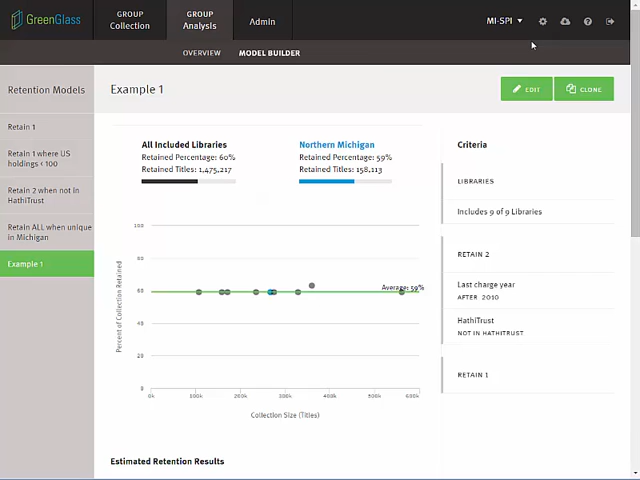 GreenGlass
GROUP
Collection
GROUP
Analysis
Admin
MI-SPI
OVERVIEW
MODEL BUILDER
Retention Models
Example 1
EDIT
CLONE
Retain 1
Retain 1 where US
holdings < 100
Retain 2 when not in
HathiTrust
Retain ALL when unique
in Michigan
Example 1
All Included Libraries
Retained Percentage: 60%
Retained Titles: 1,475,217
Northern Michigan
Retained Percentage: 59%
Retained Titles: 158,113
Criteria
LIBRARIES
Includes 9 of 9 Libraries
RETAIN 2
Last charge year
AFTER 2010
HathiTrust
NOT IN HATHITRUST
RETAIN 1
Percent of Collection Retained
100
80
60
40
20
0
Average: 59%
0k 100k 200k 300k 400k 500k 600k
Collection Size (Titles)
Estimated Retention Results